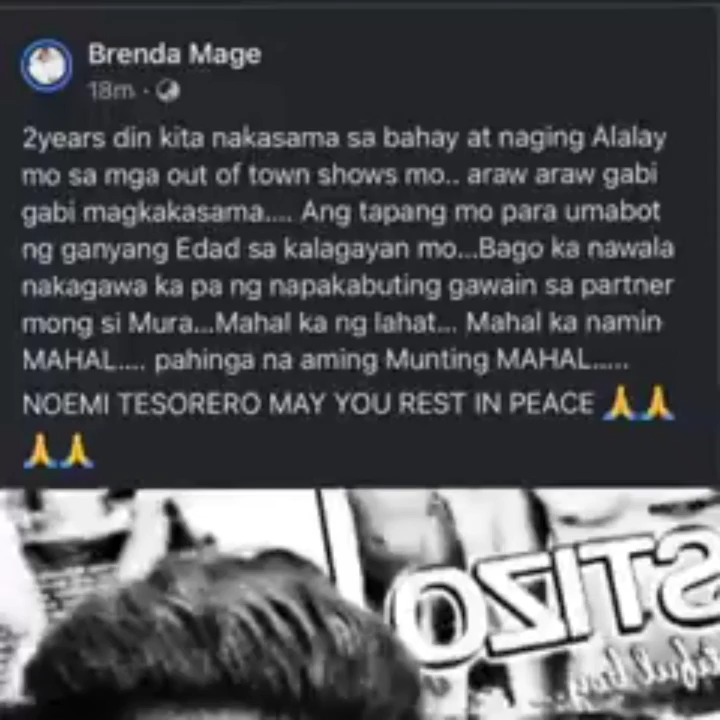 Brenda Mage
18m ·
2years din kita nakasama sa bahay at naging Alalay
mo sa mga out of town shows mo.. araw araw gabi
gabi magkakasama.... Ang tapang mo para umabot
ng ganyang Edad sa kalagayan mo...Bago ka nawala
nakagawa ka pa ng napakabuting gawain sa partner
mong si Mura...Mahal ka ng lahat... Mahal ka namin
MAHAL.... pahinga na aming Munting MAHAL.....
NOEMI TESORERO MAY YOU REST IN PEACE 🙏🙏
🙏🙏
STIZO